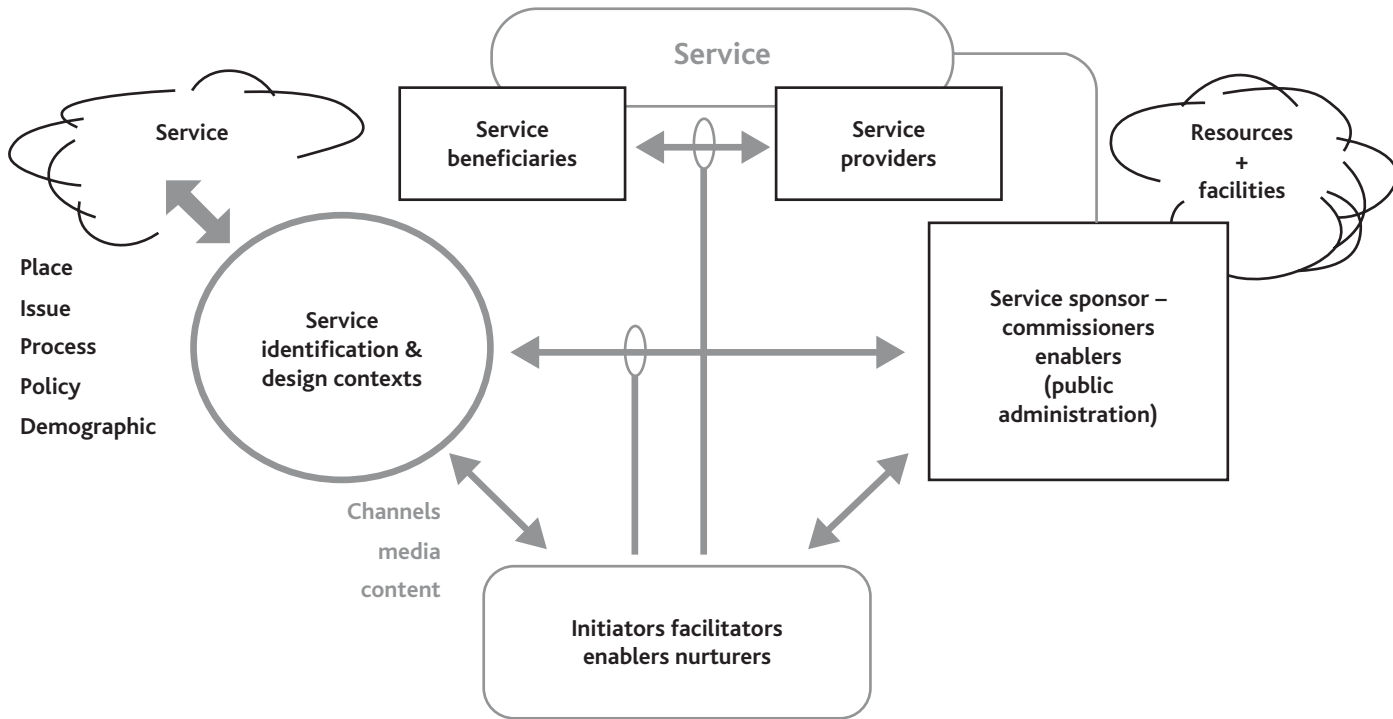 Service
Service
Service
beneficiaries
Service
providers
Resources
+
facilities
Place
Issue
Process
Policy
Demographic
Service
identification &
design contexts
Service sponsor –
commissioners
enablers
(public
administration)
Channels
media
content
Initiators facilitators
enablers nurturers